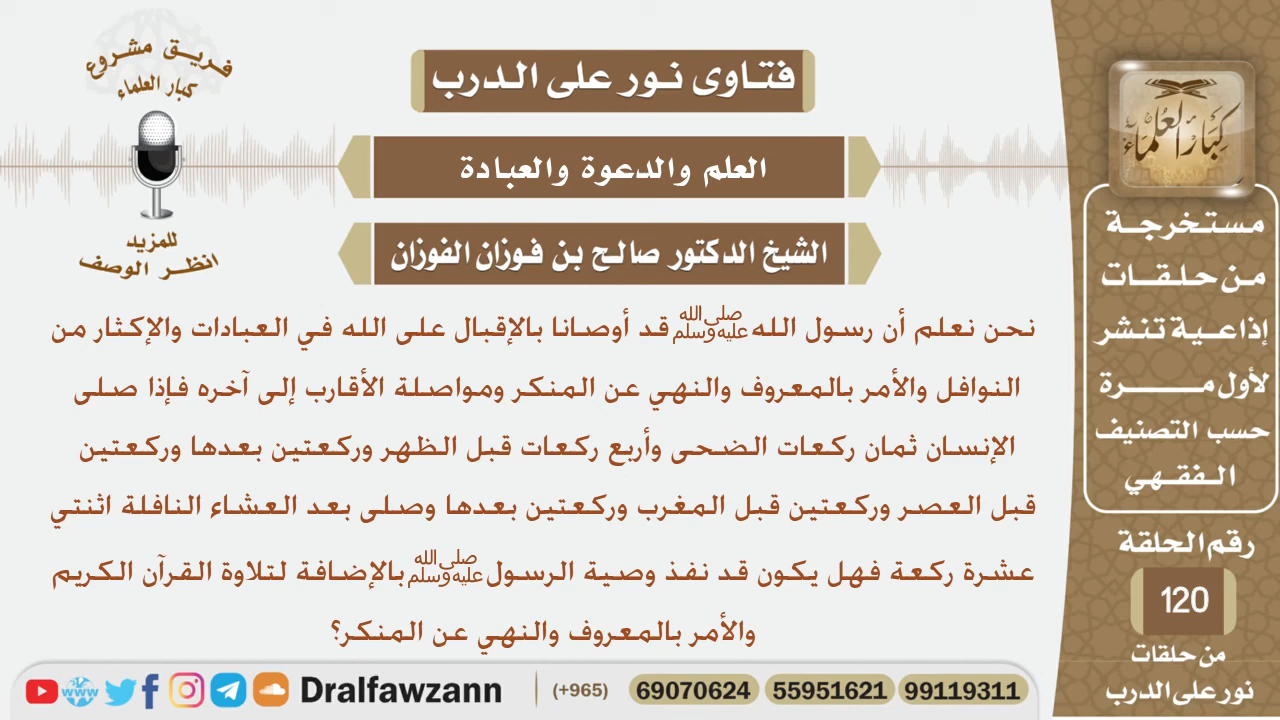 فريق مشروع
كبار العلماء
للمزيد
انظر الوصف
فتاوى نور على الدرب
العلم والدعوة والعبادة
الشيخ الدكتور صالح بن فوزان الفوزان
نحن نعلم أن رسول الله ﷺ قد أوصانا بالإقبال على الله في العبادات والإكثار من
النوافل والأمر بالمعروف والنهي عن المنكر ومواصلة الأقارب إلى آخره فإذا صلى
الإنسان ثمان ركعات الضحى وأربع ركعات قبل الظهر وركعتين بعدها وركعتين
قبل العصر وركعتين قبل المغرب وركعتين بعدها وصلى بعد العشاء النافلة اثنتي
عشرة ركعة فهل يكون قد نفذ وصية الرسول ﷺ بالإضافة لتلاوة القرآن الكريم
والأمر بالمعروف والنهي عن المنكر؟
كبار العلماء
مستخرجة
من حلقات
إذاعية تنشر
لأول مرة
حسب التصنيف
الفقهي
رقم الحلقة
120
من حلقات
نور على الدرب
www Dralfawzann (+965) 69070624 55951621 99119311